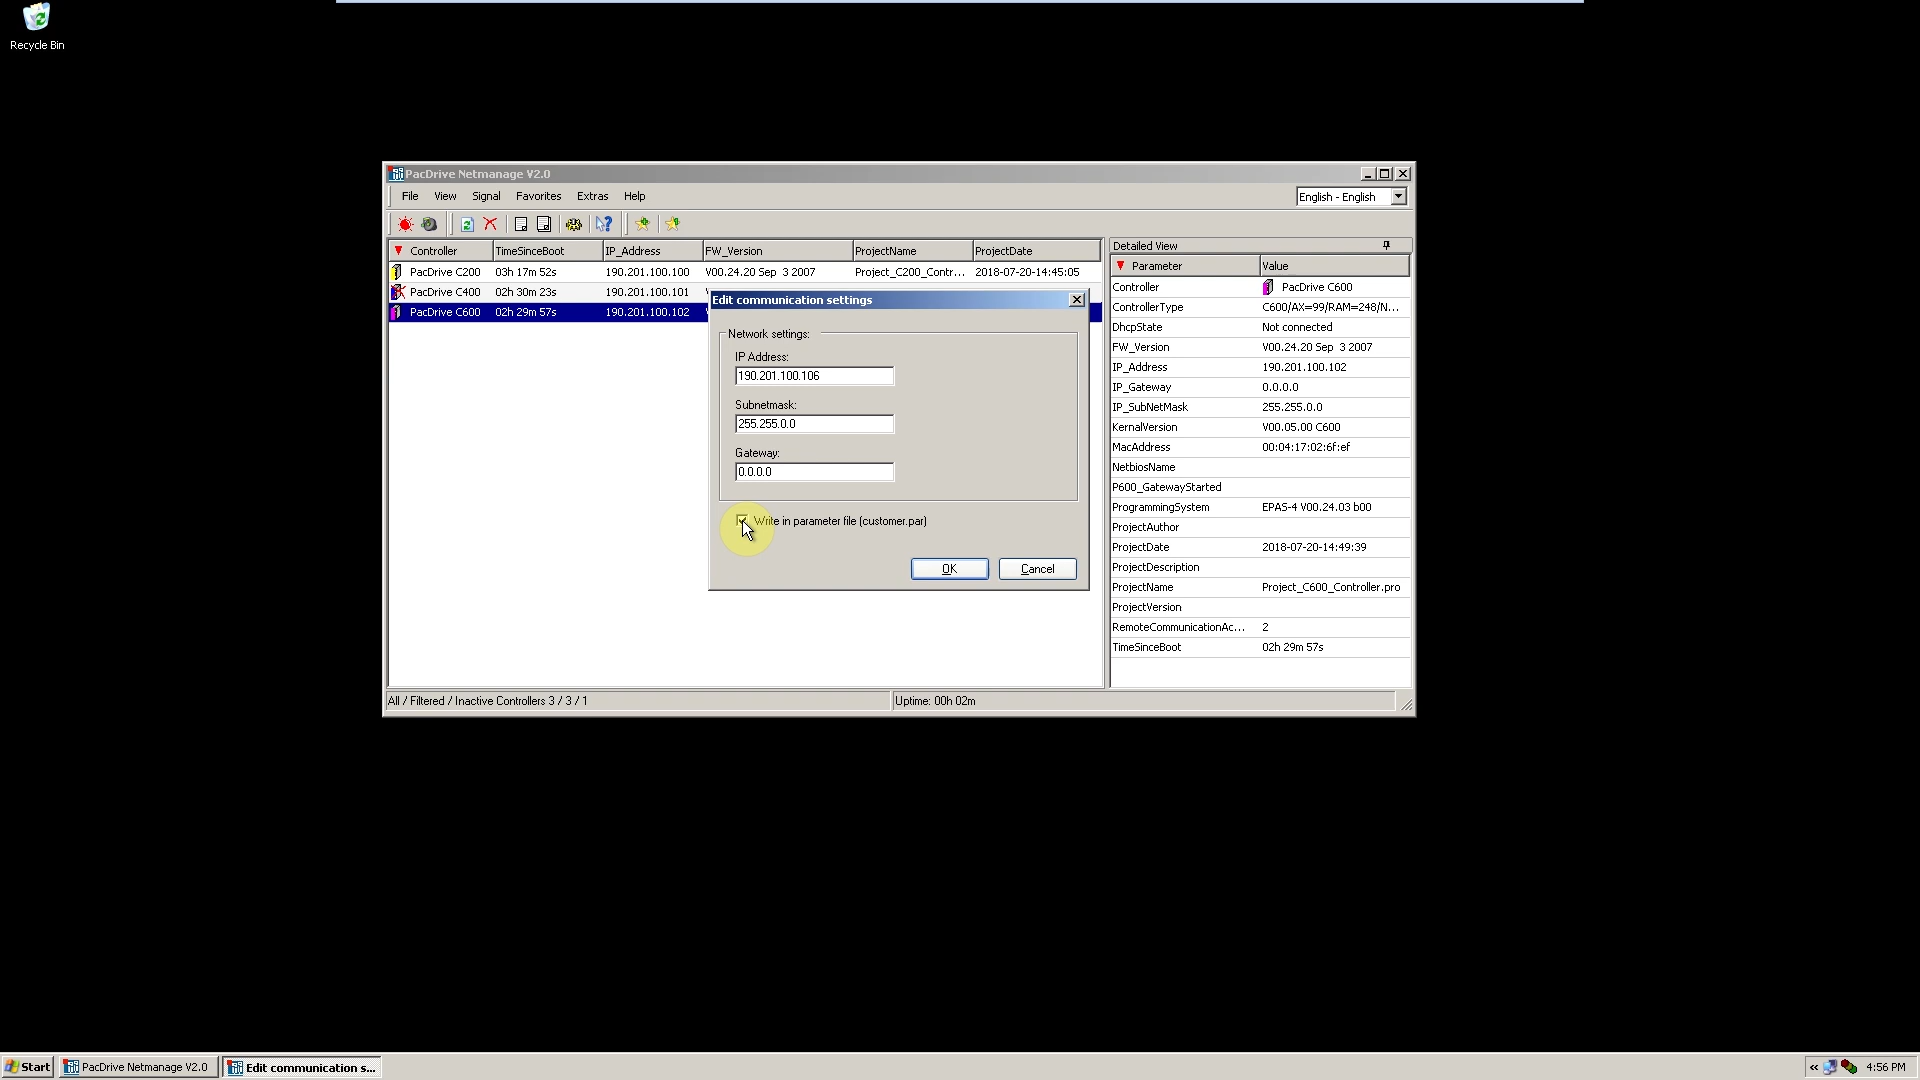 Recycle Bin
PacDrive Netmanage V2.0
File View Signal Favorites Extras Help
English - English
Controller TimeSinceBoot IP_Address FW_Version ProjectName ProjectDate
PacDrive C200 03h 17m 52s 190.201.100.100 V00.24.20 Sep 3 2007 Project_C200_Contr... 2018-07-20-14:45:05
PacDrive C400 02h 30m 23s 190.201.100.101
PacDrive C600 02h 29m 57s 190.201.100.102
Edit communication settings
Network settings:
IP Address:
190.201.100.106
Subnetmask:
255.255.0.0
Gateway:
0.0.0.0
Write in parameter file (customer.par)
OK Cancel
Detailed View
Parameter Value
Controller PacDrive C600
ControllerType C600/AX=99/RAM=248/N...
DhcpState Not connected
FW_Version V00.24.20 Sep 3 2007
IP_Address 190.201.100.102
IP_Gateway 0.0.0.0
IP_SubNetMask 255.255.0.0
KernalVersion V00.05.00 C600
MacAddress 00:04:17:02:6f:ef
NetbiosName
P600_GatewayStarted
ProgrammingSystem EPAS-4 V00.24.03 b00
ProjectAuthor
ProjectDate 2018-07-20-14:49:39
ProjectDescription
ProjectName Project_C600_Controller.pro
ProjectVersion
RemoteCommunicationAc... 2
TimeSinceBoot 02h 29m 57s
All / Filtered / Inactive Controllers 3 / 3 / 1 Uptime: 00h 02m
Start PacDrive Netmanage V2.0 Edit communication s... « 4:56 PM